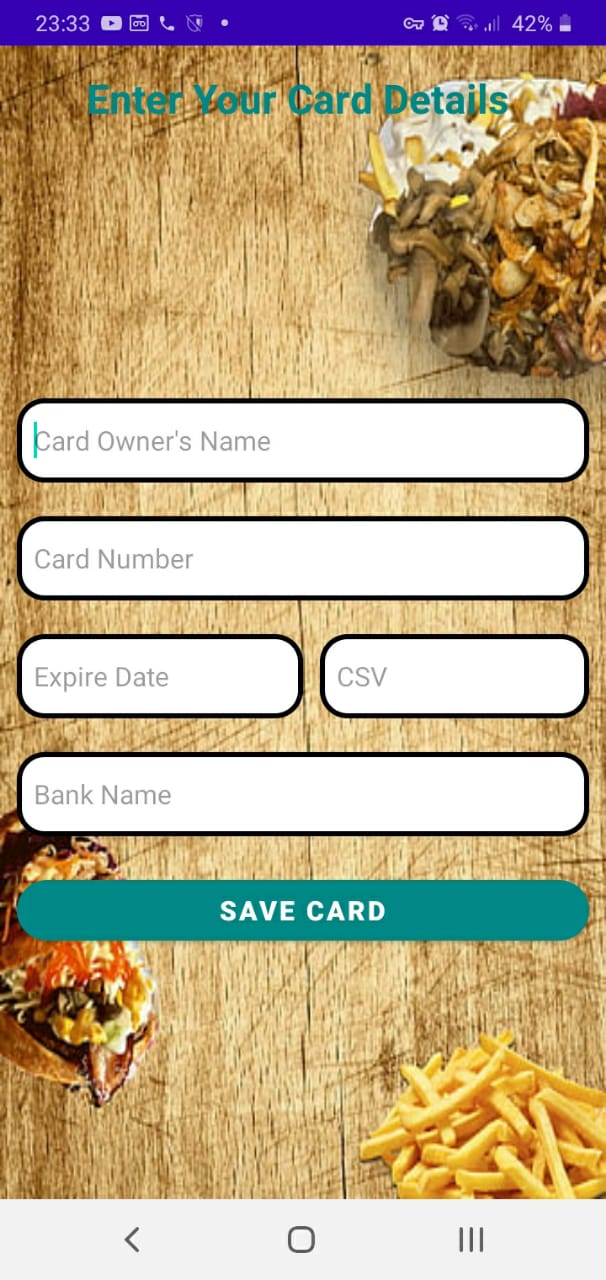 23:33 42%
Enter Your Card Details
Card Owner's Name
Card Number
Expire Date CSV
Bank Name
SAVE CARD